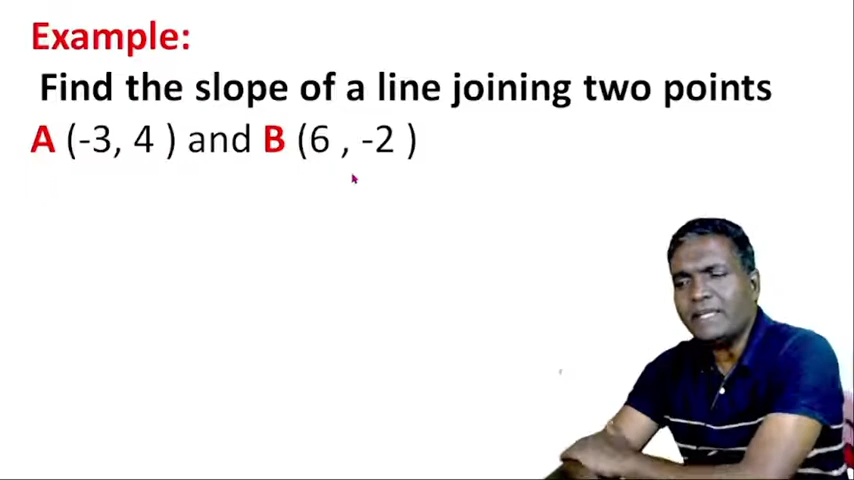 Example:
Find the slope of a line joining two points
A (-3, 4 ) and B (6 , -2 )